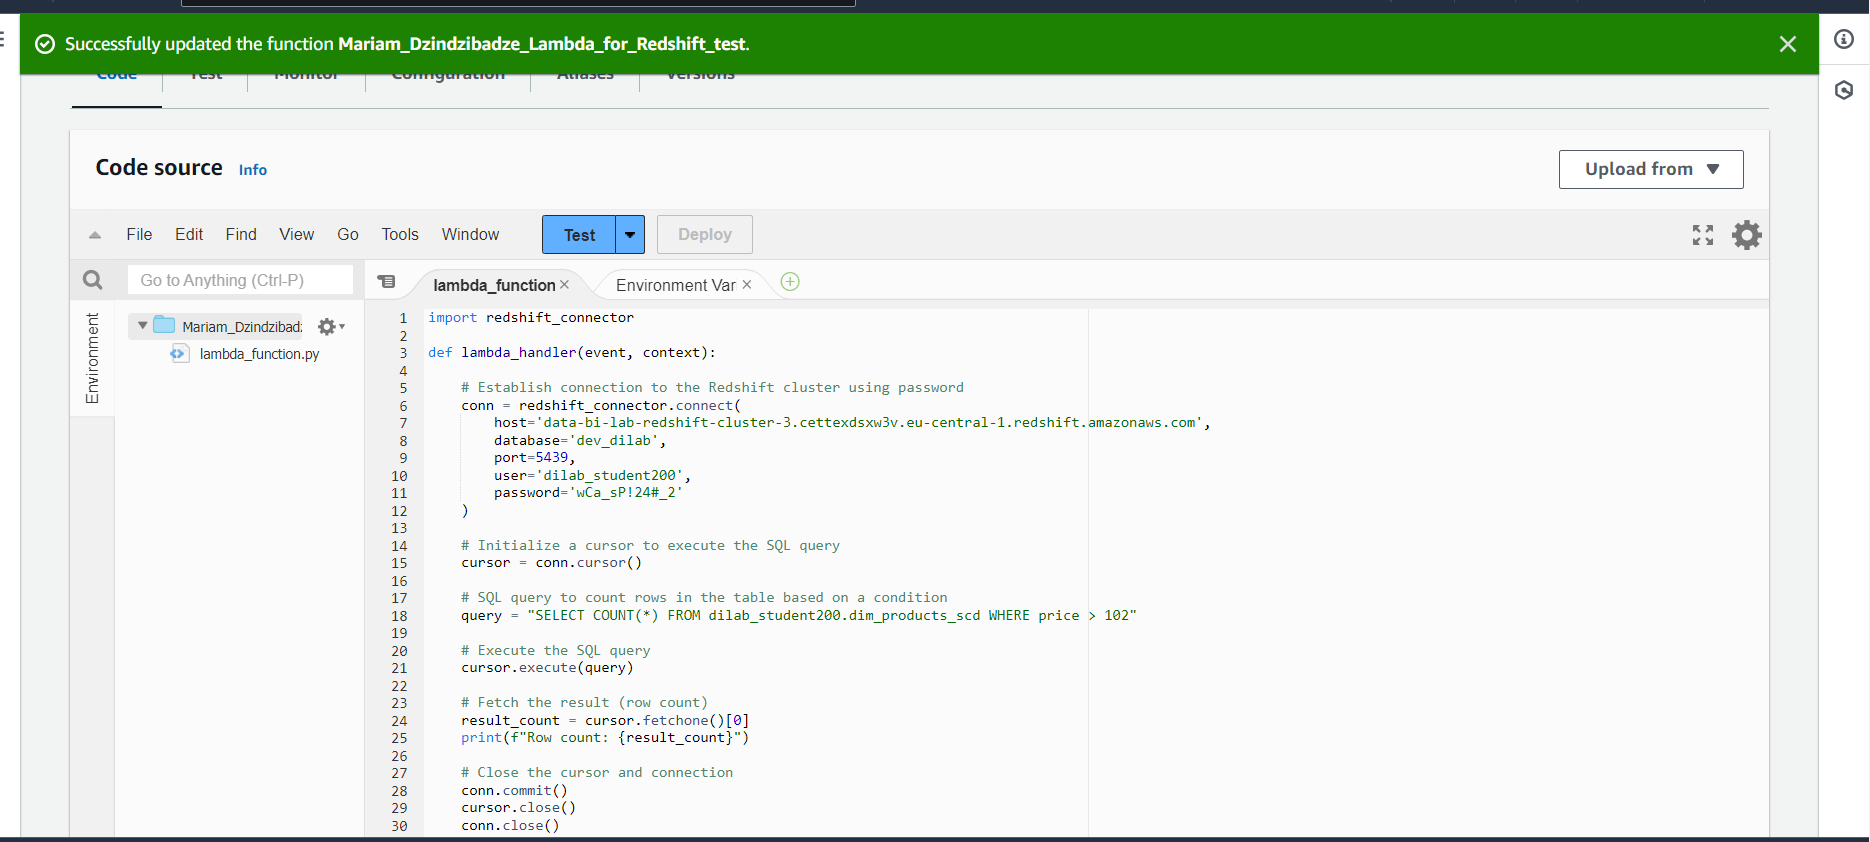 Successfully updated the function Mariam_Dzindzibadze_Lambda_for_Redshift_test.
Code Test Monitor Configuration Aliases Versions
Code source Info
Upload from
File Edit Find View Go Tools Window Test Deploy
Go to Anything (Ctrl-P)
lambda_function Environment Var
Environment
Mariam_Dzindzibad
lambda_function.py
1 import redshift_connector
2
3 def lambda_handler(event, context):
4
5 # Establish connection to the Redshift cluster using password
6 conn = redshift_connector.connect(
7 host='data-bi-lab-redshift-cluster-3.cettexdsxw3v.eu-central-1.redshift.amazonaws.com',
8 database='dev_dilab',
9 port=5439,
10 user='dilab_student200',
11 password='wCa_sP!24#_2'
12 )
13
14 # Initialize a cursor to execute the SQL query
15 cursor = conn.cursor()
16
17 # SQL query to count rows in the table based on a condition
18 query = "SELECT COUNT(*) FROM dilab_student200.dim_products_scd WHERE price > 102"
19
20 # Execute the SQL query
21 cursor.execute(query)
22
23 # Fetch the result (row count)
24 result_count = cursor.fetchone()[0]
25 print(f"Row count: {result_count}")
26
27 # Close the cursor and connection
28 conn.commit()
29 cursor.close()
30 conn.close()